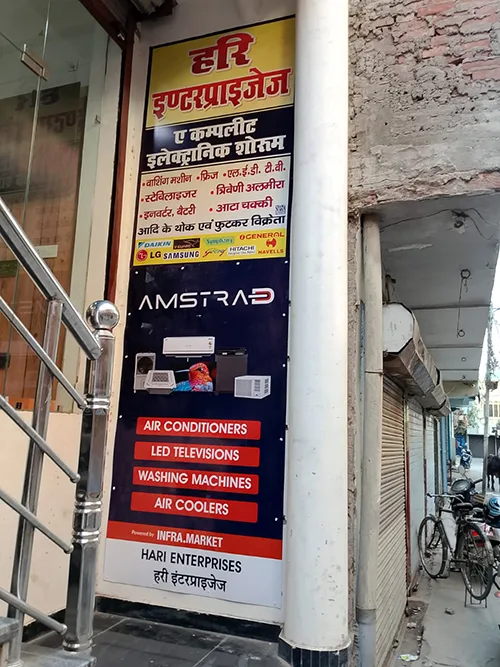 हरि
इण्टरप्राइजेज
ए कम्पलीट
इलेक्ट्रानिक शोरूम
•वाशिंग मशीन •फ्रिज •एल.ई.डी. टी.वी.
•स्टेबिलाइजर •त्रिवेणी अलमीरा
•इनवर्टर, बैटरी •आटा चक्की
आदि के थोक एवं फुटकर विक्रेता
DAIKIN Symphony GENERAL
LG SAMSUNG Godrej HITACHI HAVELLS
AMSTRAD
AIR CONDITIONERS
LED TELEVISIONS
WASHING MACHINES
AIR COOLERS
Powered by INFRA.MARKET
HARI ENTERPRISES
हरी इंटरप्राइजेज